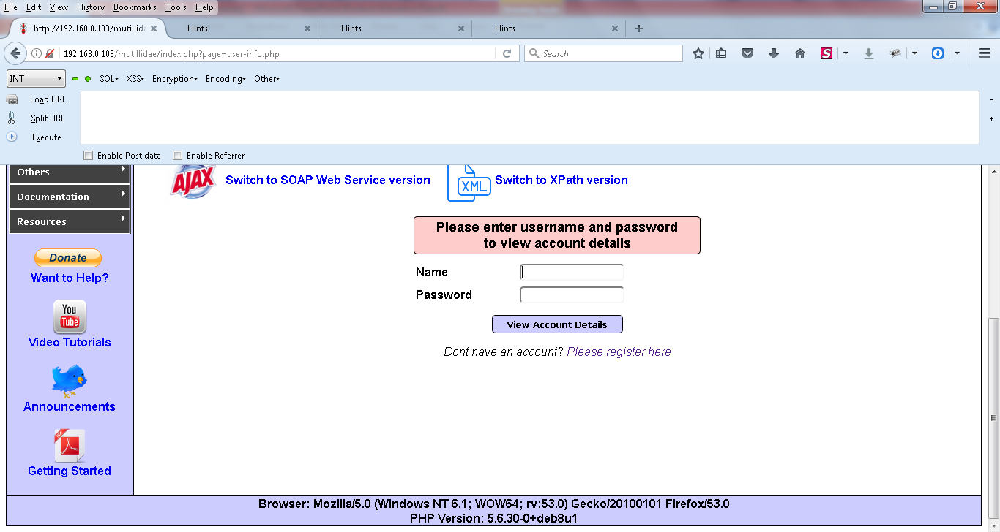 File Edit View History Bookmarks Tools Help
http://192.168.0.103/mutillid
Hints
Hints
Hints
192.168.0.103/mutillidae/index.php?page=user-info.php
Search
S
INT
SQL
XSS
Encryption
Encoding
Other
Load URL
Split URL
Execute
Enable Post data
Enable Referrer
Others
Documentation
Resources
Donate
Want to Help?
You
Tube
Video Tutorials
Announcements
PDF
Getting Started
AJAX
Switch to SOAP Web Service version
XML
Switch to XPath version
Please enter username and password
to view account details
Name
Password
View Account Details
Dont have an account? Please register here
Browser: Mozilla/5.0 (Windows NT 6.1; WOW64; rv:53.0) Gecko/20100101 Firefox/53.0
PHP Version: 5.6.30-0+deb8u1